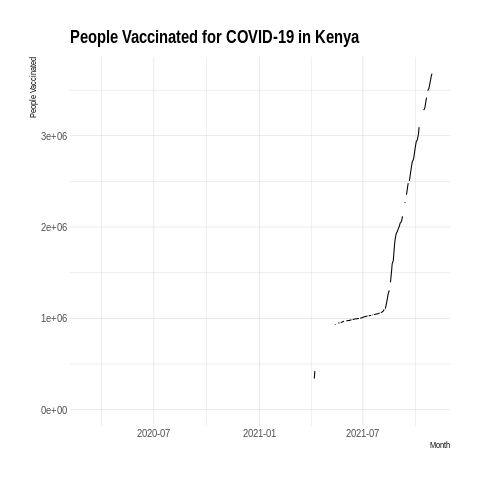 People Vaccinated for COVID-19 in Kenya
People Vaccinated
3e+06
2e+06
1e+06
0e+00
2020-07
2021-01
2021-07
Month